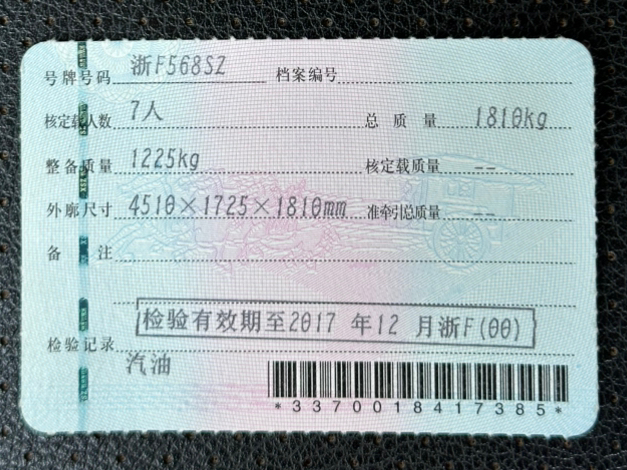 号牌号码 浙F568SZ 档案编号
核定载人数 7人 总质量 1810kg
整备质量 1225kg 核定载质量 --
外廓尺寸 4510×1725×1810mm 准牵引总质量 --
备注
检验有效期至2017 年12 月浙F(00)
检验记录
汽油
*3370018417385*